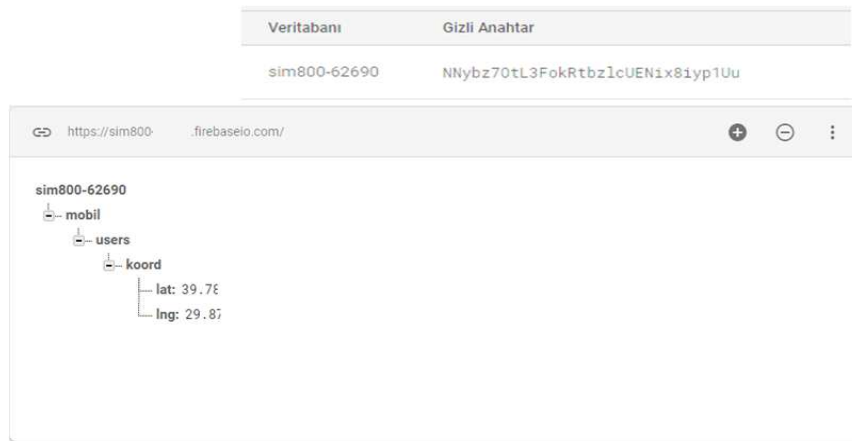 Veritabanı Gizli Anahtar
sim800-62690 NNybz7OtL3FokRtbzlcUENix8iyp1Uu
https://sim800- .firebaseio.com/
sim800-62690
mobil
users
koord
lat: 39.78
lng: 29.87